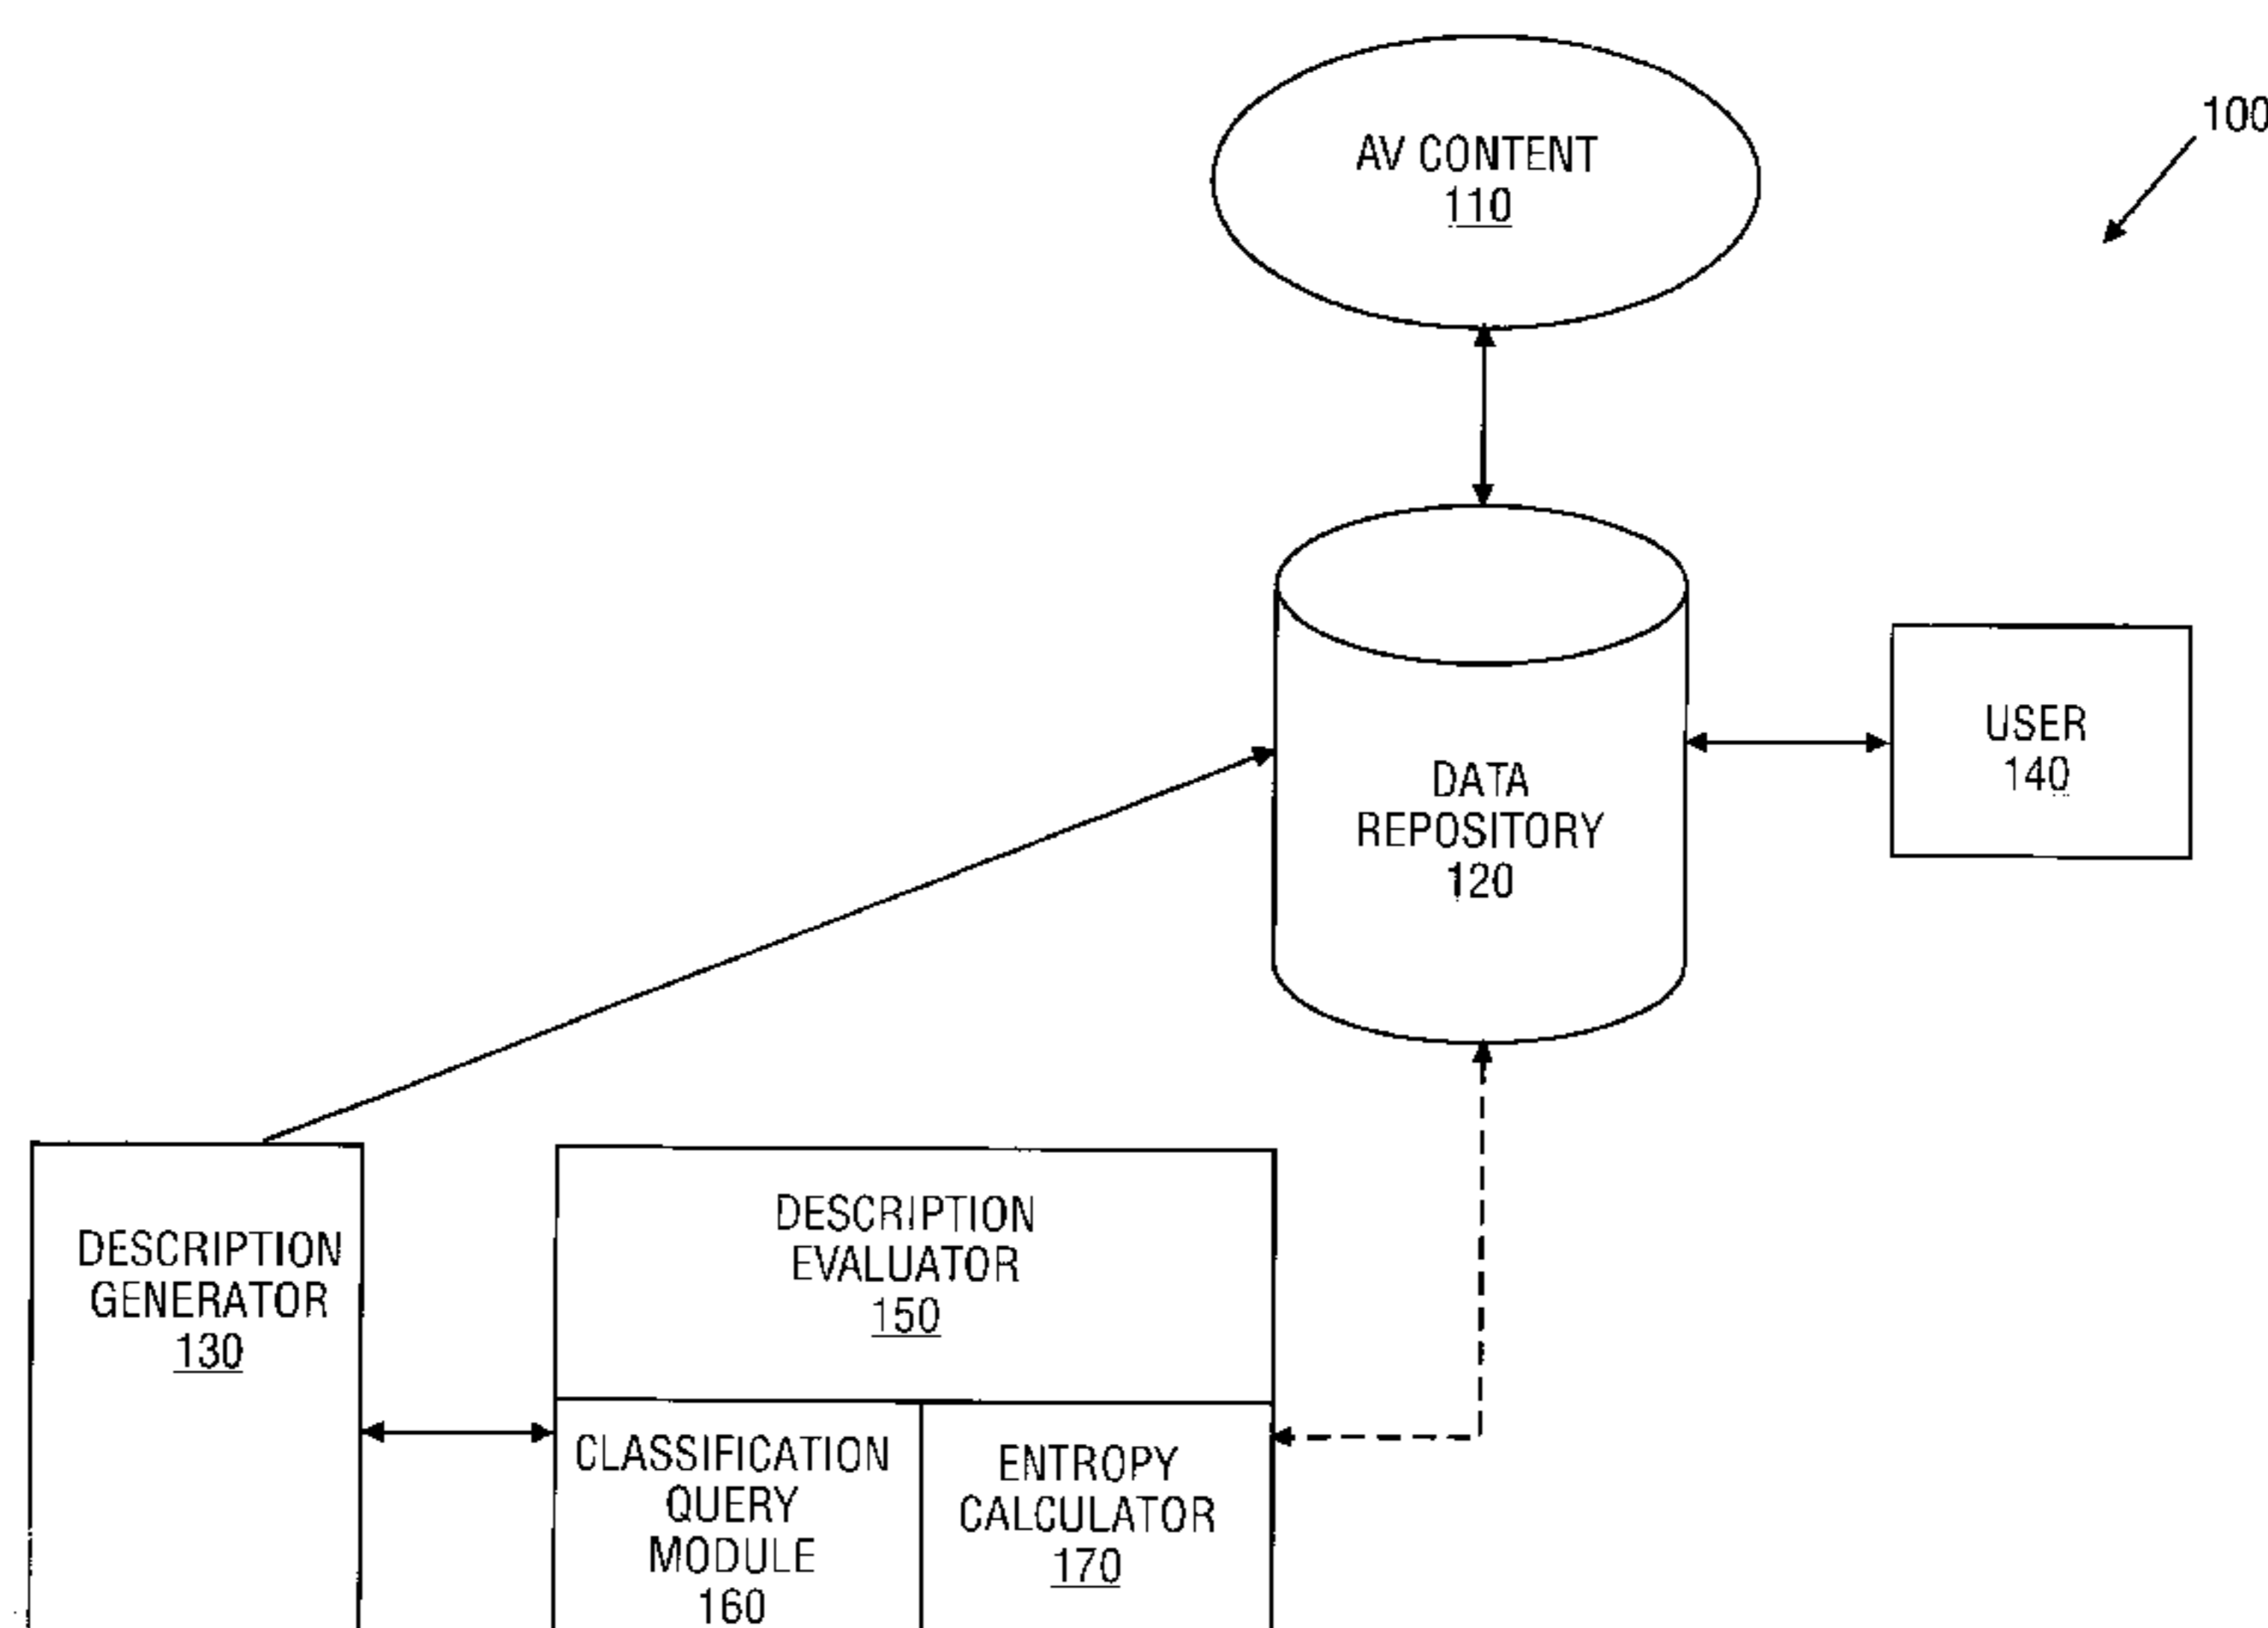 100
AV CONTENT
110
USER
140
DATA
REPOSITORY
120
DESCRIPTION
GENERATOR
130
DESCRIPTION
EVALUATOR
150
CLASSIFICATION
QUERY
MODULE
160
ENTROPY
CALCULATOR
170